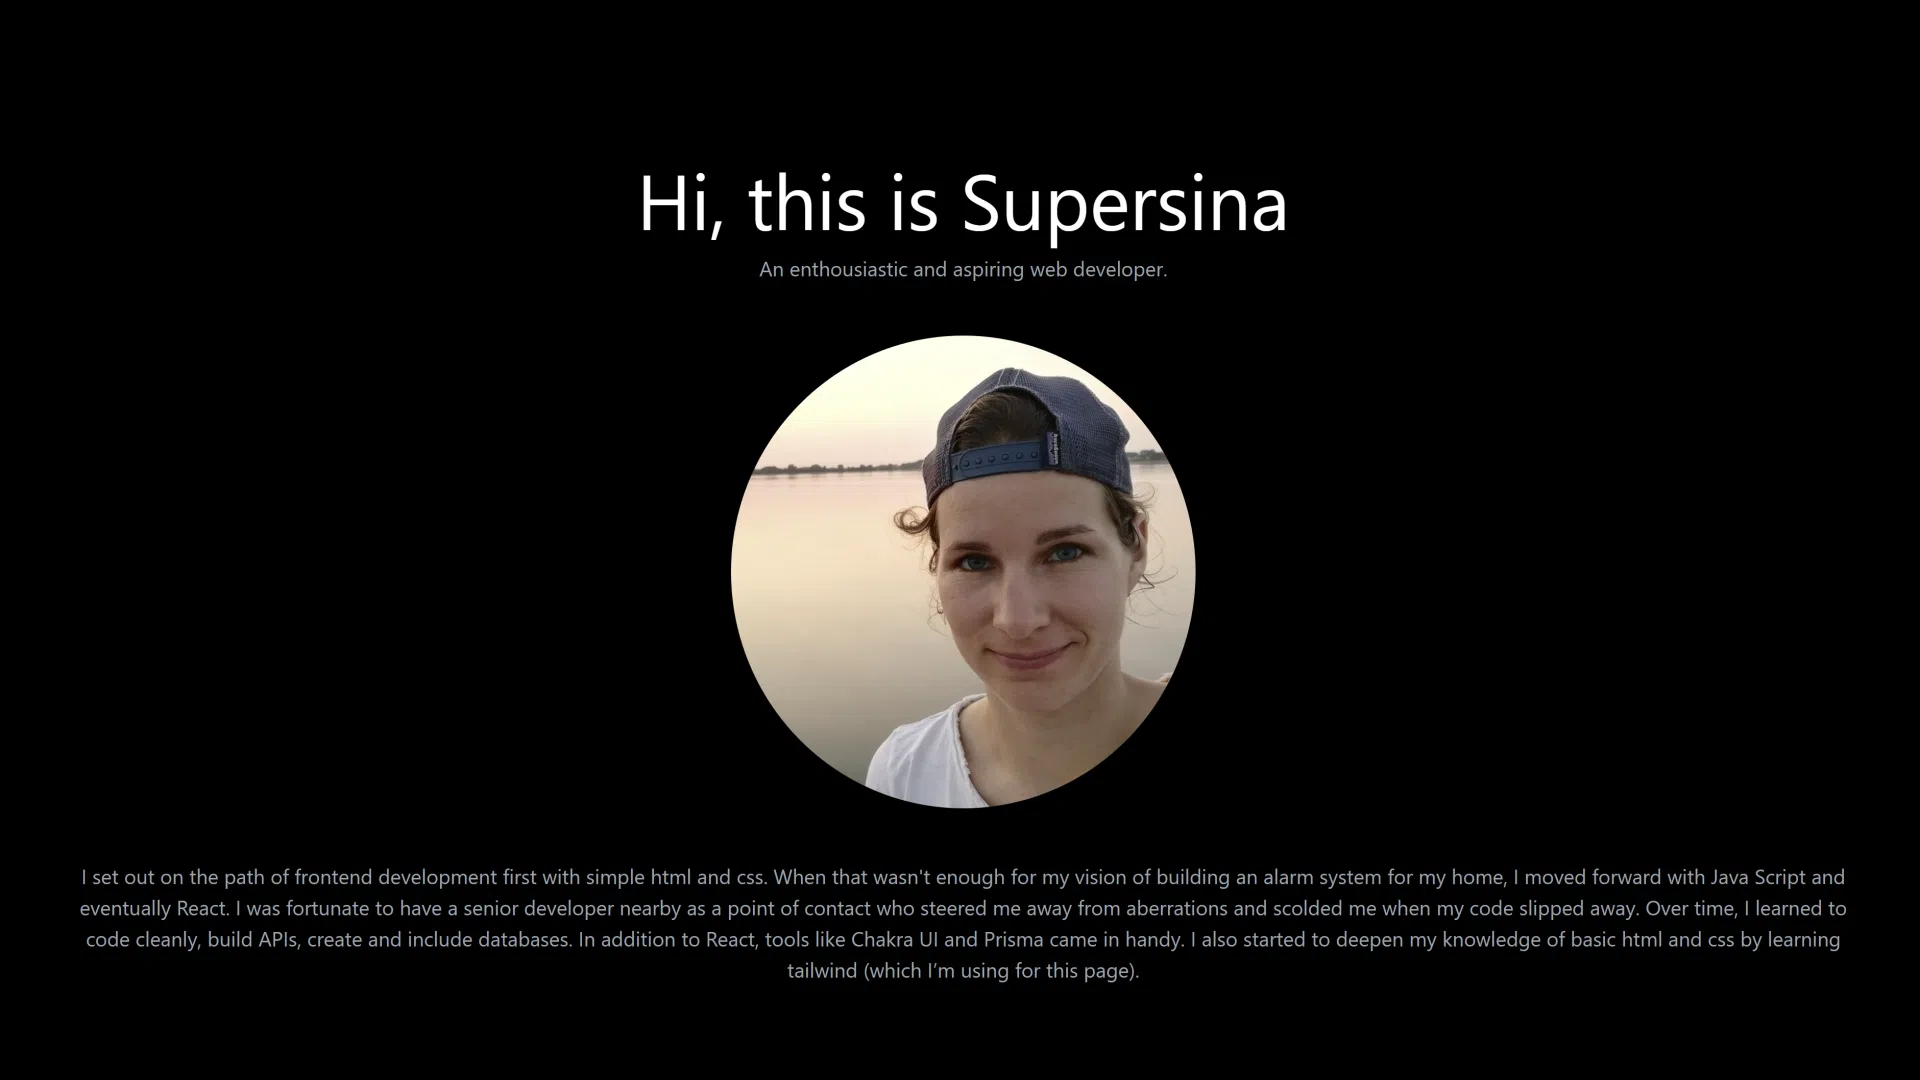 Hi, this is Supersina
An enthousiastic and aspiring web developer.
I set out on the path of frontend development first with simple html and css. When that wasn't enough for my vision of building an alarm system for my home, I moved forward with Java Script and
eventually React. I was fortunate to have a senior developer nearby as a point of contact who steered me away from aberrations and scolded me when my code slipped away. Over time, I learned to
code cleanly, build APIs, create and include databases. In addition to React, tools like Chakra UI and Prisma came in handy. I also started to deepen my knowledge of basic html and css by learning
tailwind (which I’m using for this page).